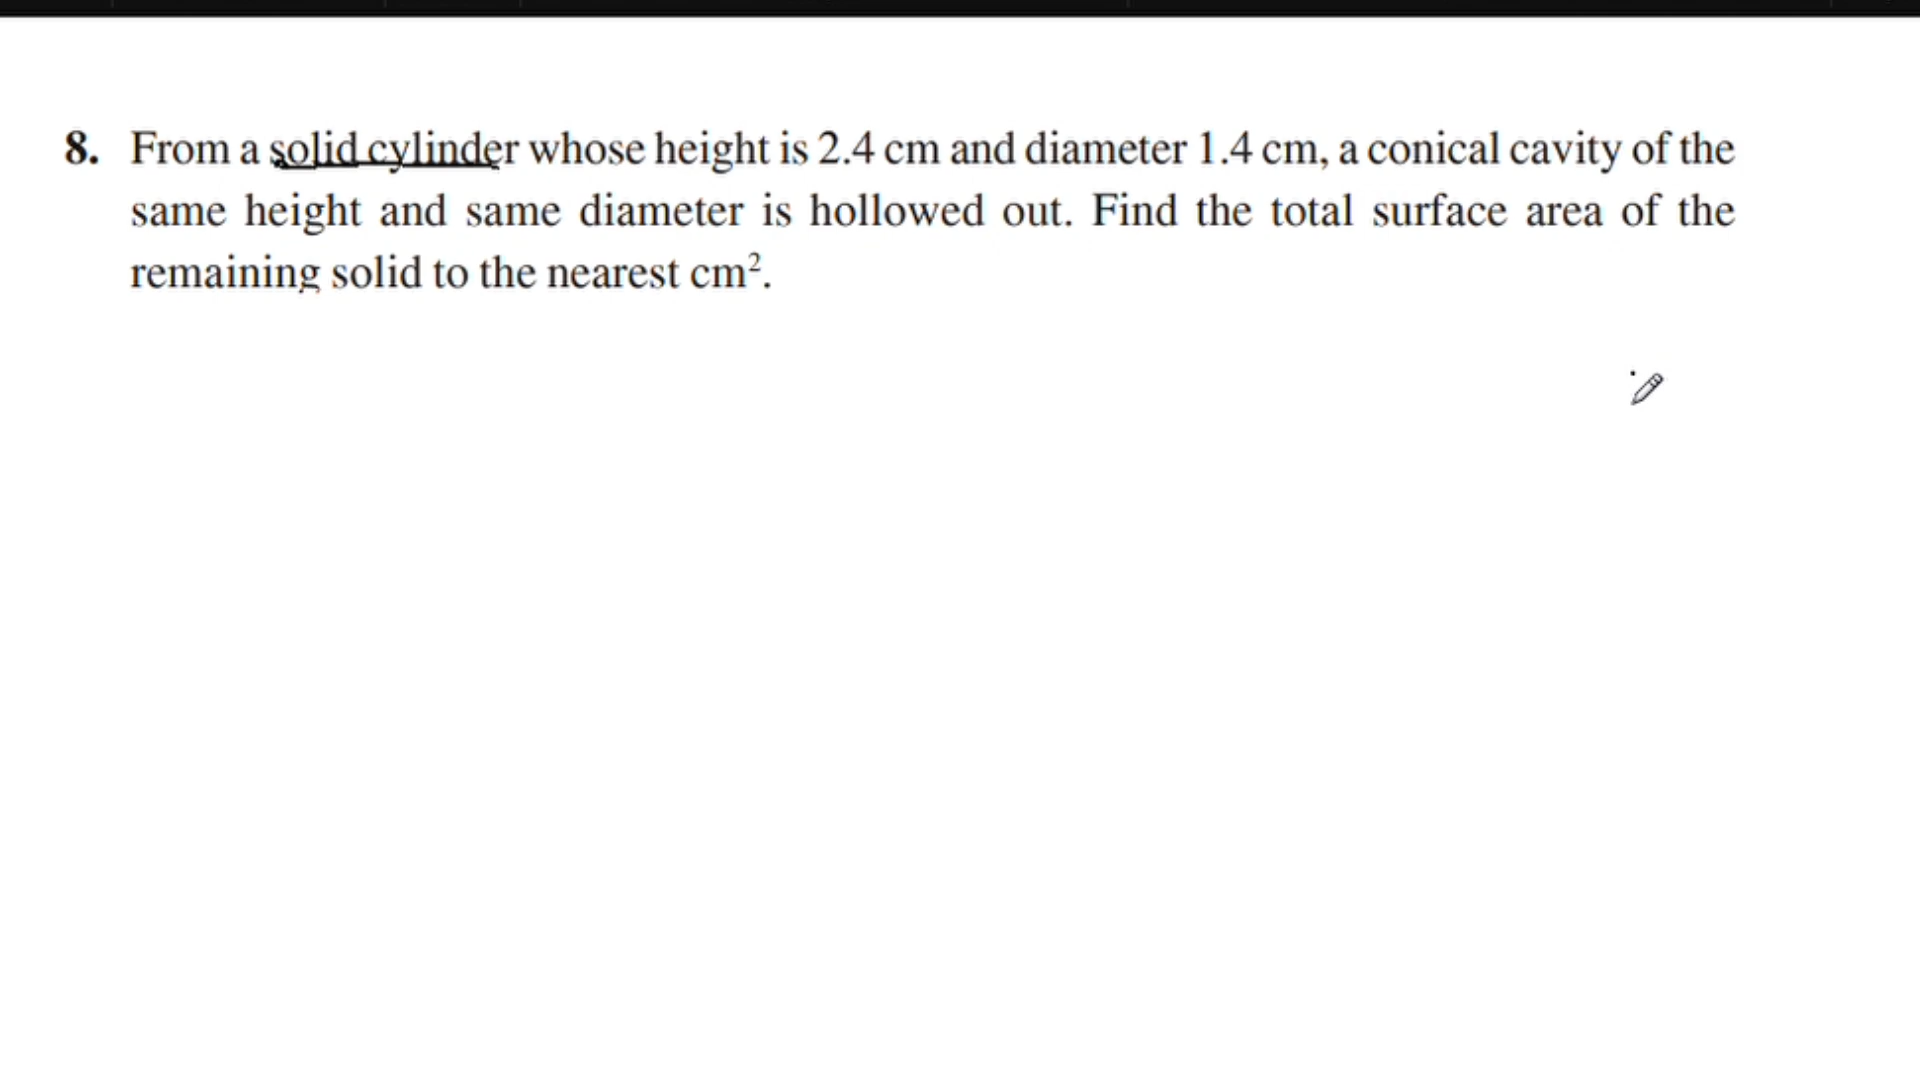 8. From a solid cylinder whose height is 2.4 cm and diameter 1.4 cm, a conical cavity of the
same height and same diameter is hollowed out. Find the total surface area of the
remaining solid to the nearest cm².